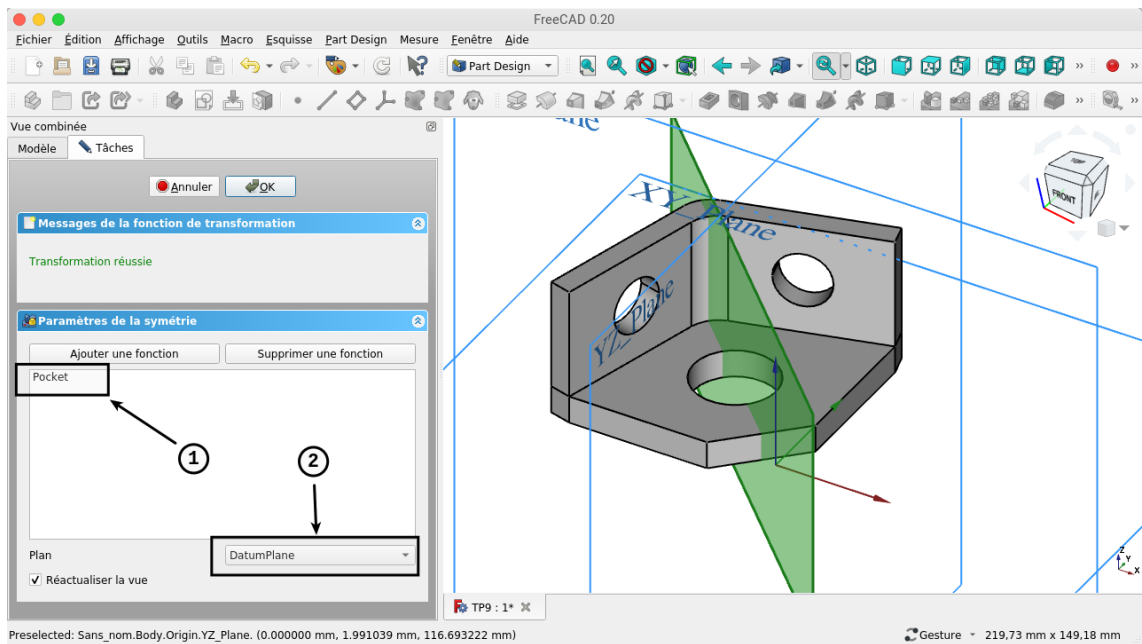 FreeCAD 0.20
Fichier Édition Affichage Outils Macro Esquisse Part Design Mesure Fenêtre Aide
Part Design
»
»
»
»
Vue combinée
Modèle Tâches
Annuler OK
Messages de la fonction de transformation
Transformation réussie
Paramètres de la symétrie
Ajouter une fonction Supprimer une fonction
Pocket
1
2
Plan DatumPlane
Réactualiser la vue
XY_Plane
YZ_Plane
FRONT
Z
Y
X
TP9 : 1*
Preselected: Sans_nom.Body.Origin.YZ_Plane. (0.000000 mm, 1.991039 mm, 116.693222 mm) Gesture 219,73 mm x 149,18 mm